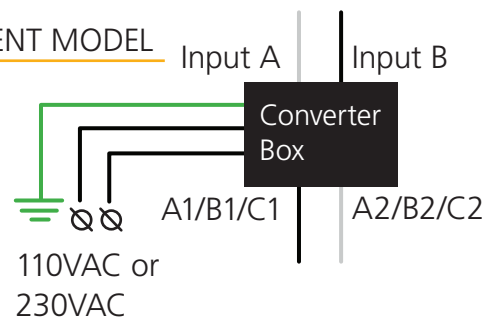 ENT MODEL
Input A
Input B
Converter
Box
A1/B1/C1
A2/B2/C2
110VAC or
230VAC